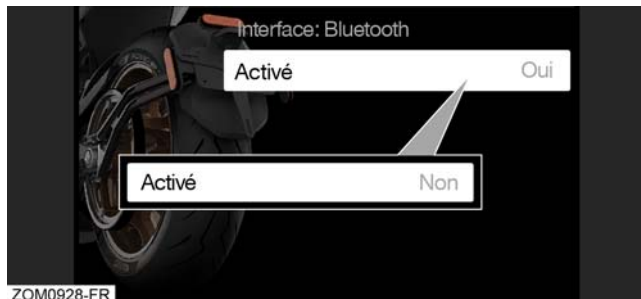 Interface: Bluetooth
Activé Oui
Activé Non
ZOM0928-FR